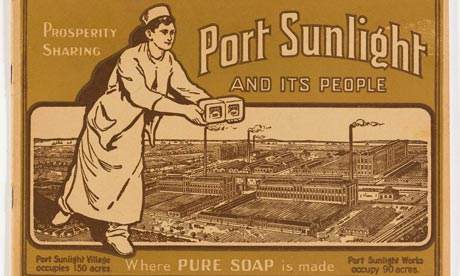 PROSPERITY
SHARING
Port Sunlight
AND ITS PEOPLE
Port Sunlight Village
occupies 130 acres.
Where PURE SOAP is made
Port Sunlight Works
occupy 90 acres.